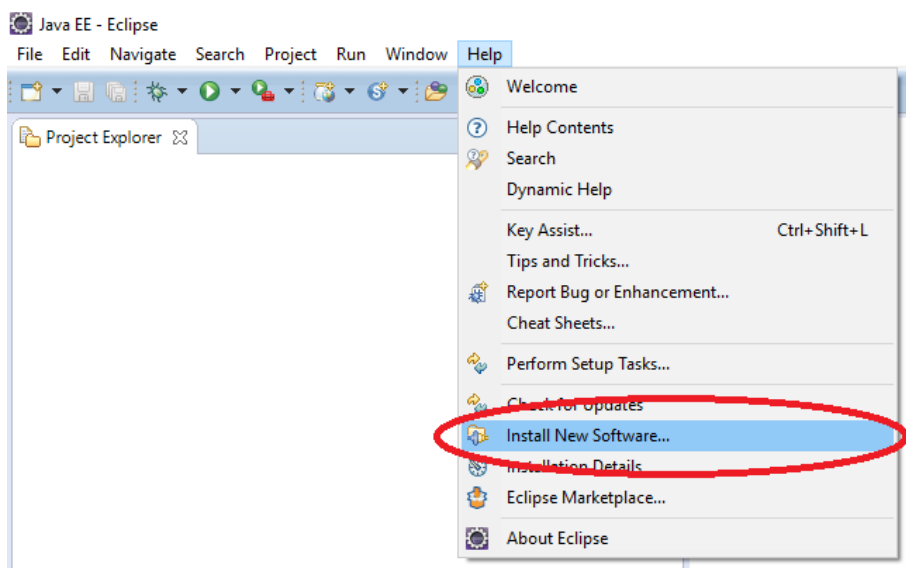 Java EE - Eclipse
File Edit Navigate Search Project Run Window Help
Project Explorer
Welcome
Help Contents
Search
Dynamic Help
Key Assist... Ctrl+Shift+L
Tips and Tricks...
Report Bug or Enhancement...
Cheat Sheets...
Perform Setup Tasks...
Check for Updates
Install New Software...
Installation Details
Eclipse Marketplace...
About Eclipse